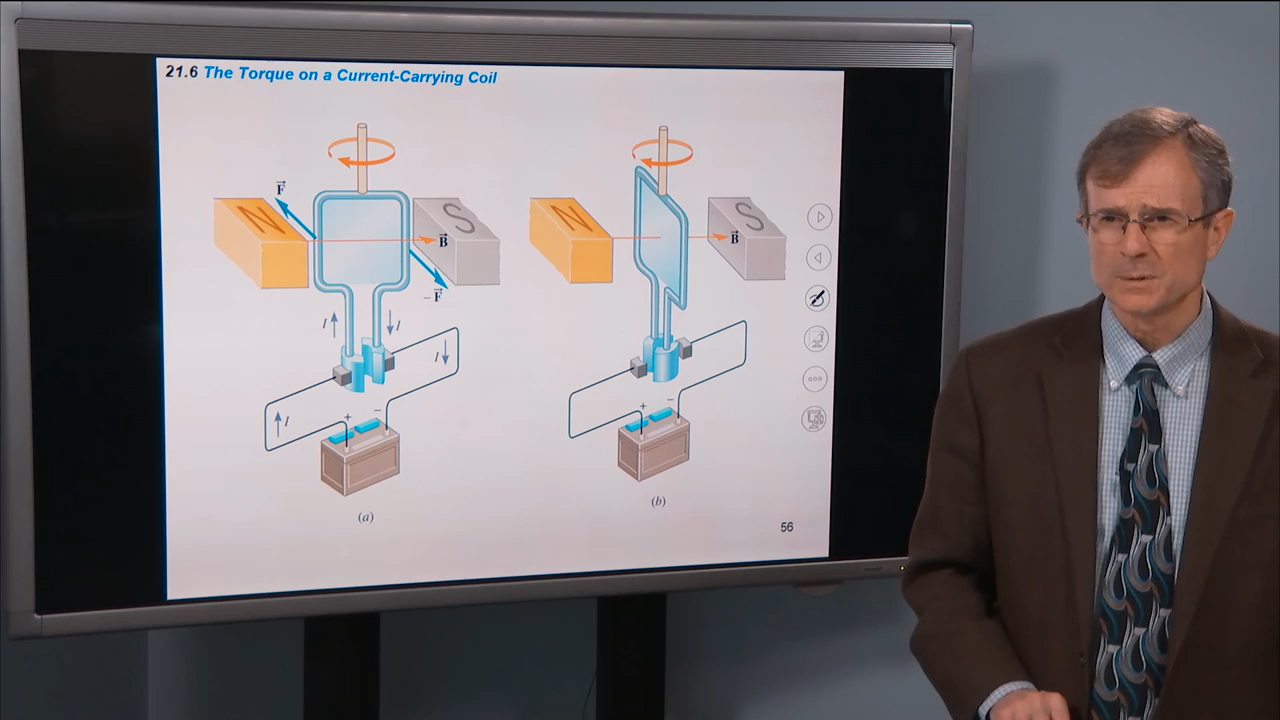 21.6 The Torque on a Current-Carrying Coil
F
N
S
B
– F
I
I
I
I
+
–
(a)
N
S
B
+
–
(b)
56